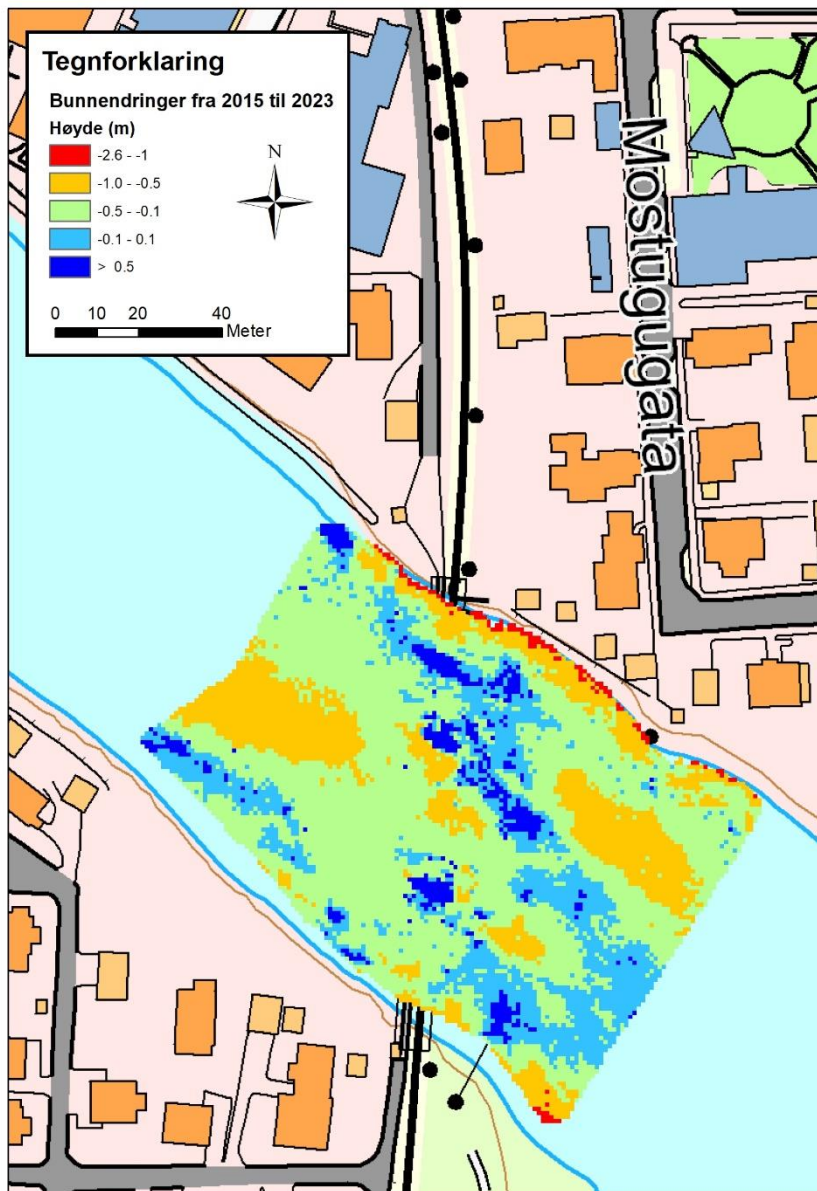 Tegnforklaring
Bunnendringer fra 2015 til 2023
Høyde (m)
-2.6 - -1
-1.0 - -0.5
-0.5 - -0.1
-0.1 - 0.1
> 0.5
N
0 10 20 40
Meter
Mostugugata